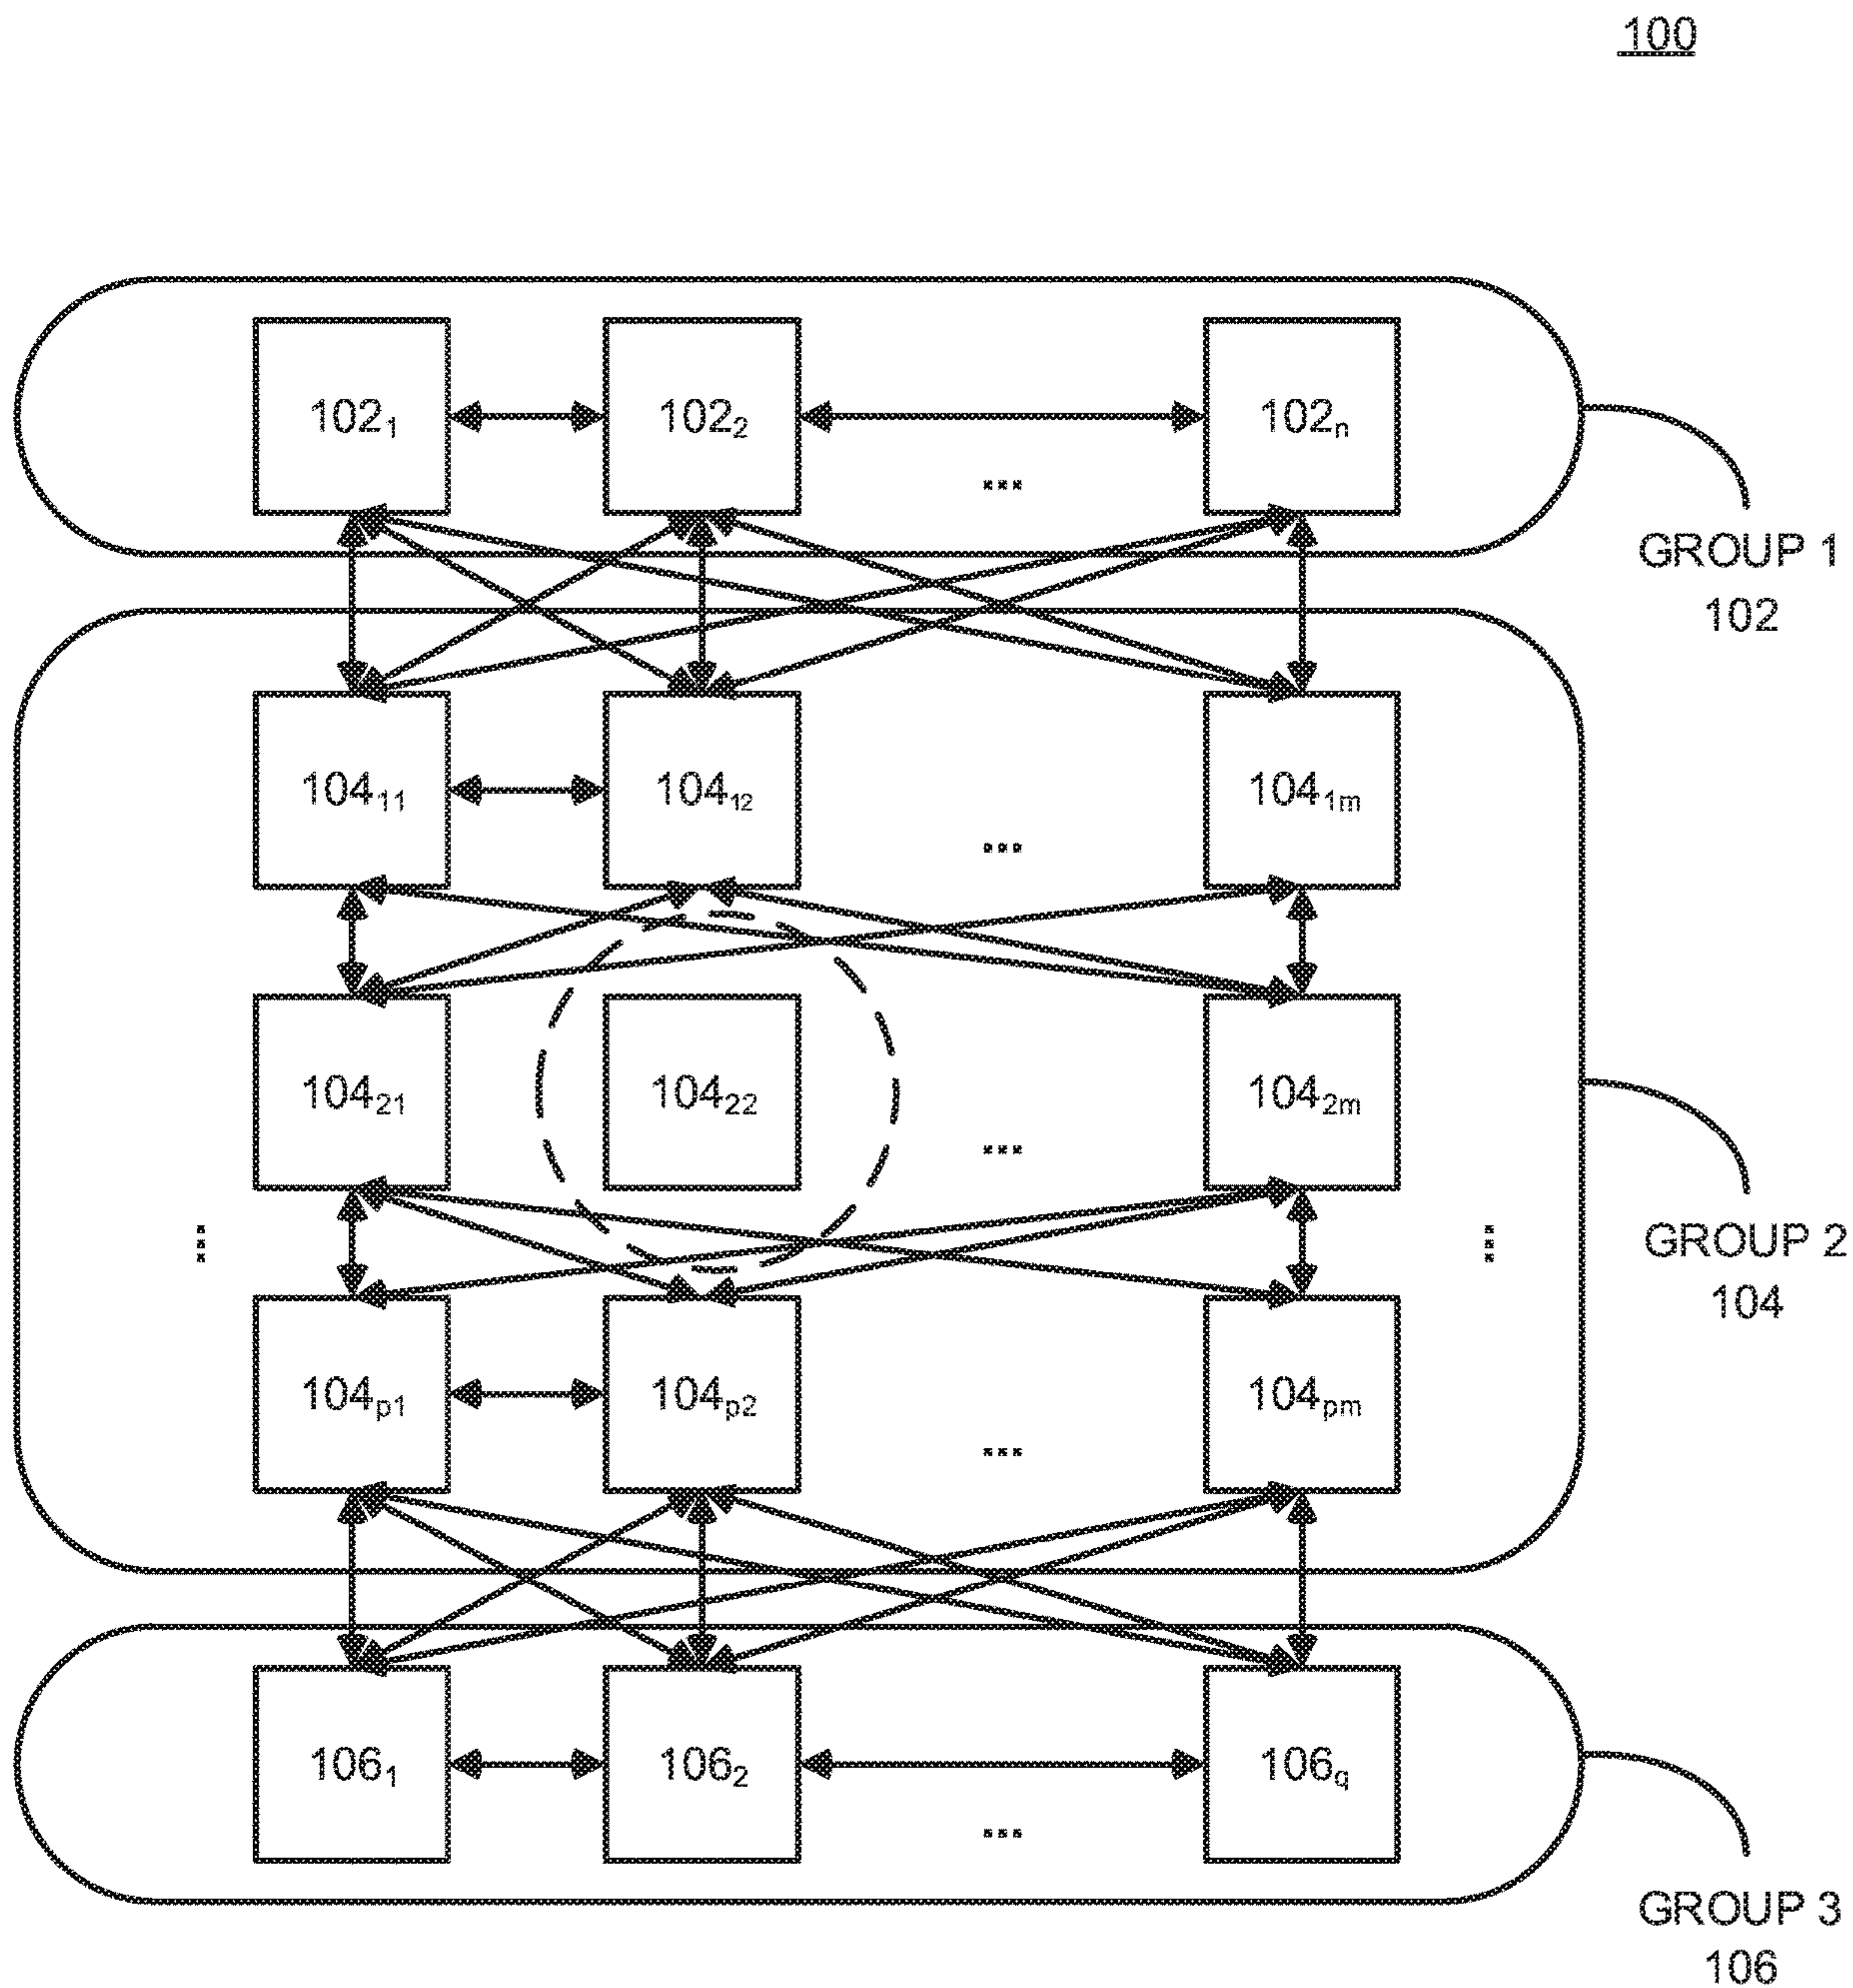 100
102₁ 102₂ 102ₙ
...
GROUP 1
102
104₁₁ 104₁₂ 104₁ₘ
...
104₂₁ 104₂₂ 104₂ₘ
...
... ...
GROUP 2
104
104ₚ₁ 104ₚ₂ 104ₚₘ
...
106₁ 106₂ 106q
...
GROUP 3
106